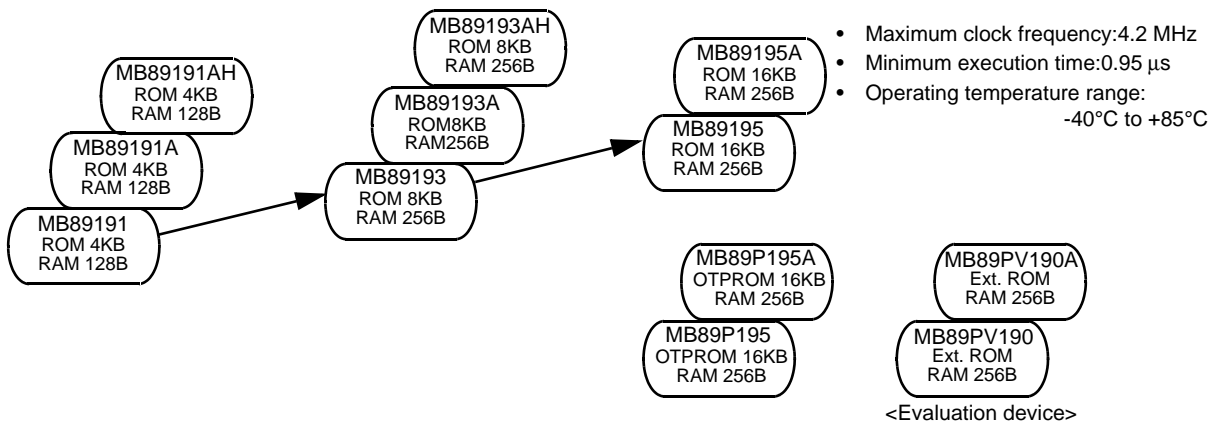 MB89191AH
ROM 4KB
RAM 128B
MB89191A
ROM 4KB
RAM 128B
MB89191
ROM 4KB
RAM 128B
MB89193AH
ROM 8KB
RAM 256B
MB89193A
ROM8KB
RAM256B
MB89193
ROM 8KB
RAM 256B
MB89195A
ROM 16KB
RAM 256B
MB89195
ROM 16KB
RAM 256B
• Maximum clock frequency:4.2 MHz
• Minimum execution time:0.95 μs
• Operating temperature range:
-40°C to +85°C
MB89P195A
OTPROM 16KB
RAM 256B
MB89P195
OTPROM 16KB
RAM 256B
MB89PV190A
Ext. ROM
RAM 256B
MB89PV190
Ext. ROM
RAM 256B
<Evaluation device>